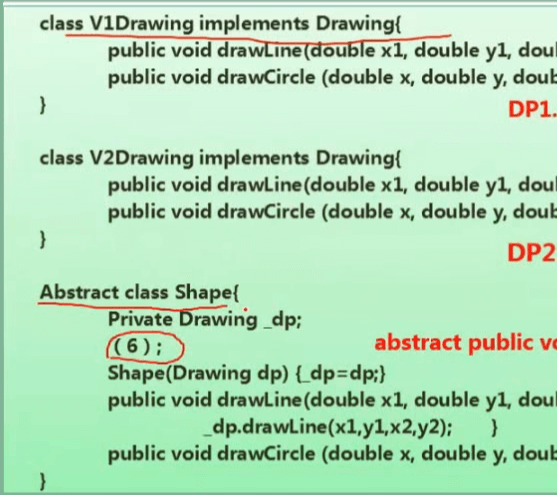 class V1Drawing implements Drawing{
public void drawLine(double x1, double y1, doul
public void drawCircle (double x, double y, doub
}
DP1.
class V2Drawing implements Drawing{
public void drawLine(double x1, double y1, doul
public void drawCircle (double x, double y, doub
}
DP2
Abstract class Shape{
Private Drawing _dp;
(6);
abstract public vo
Shape(Drawing dp) {_dp=dp;}
public void drawLine(double x1, double y1, doul
_dp.drawLine(x1,y1,x2,y2); }
public void drawCircle (double x, double y, doub
}